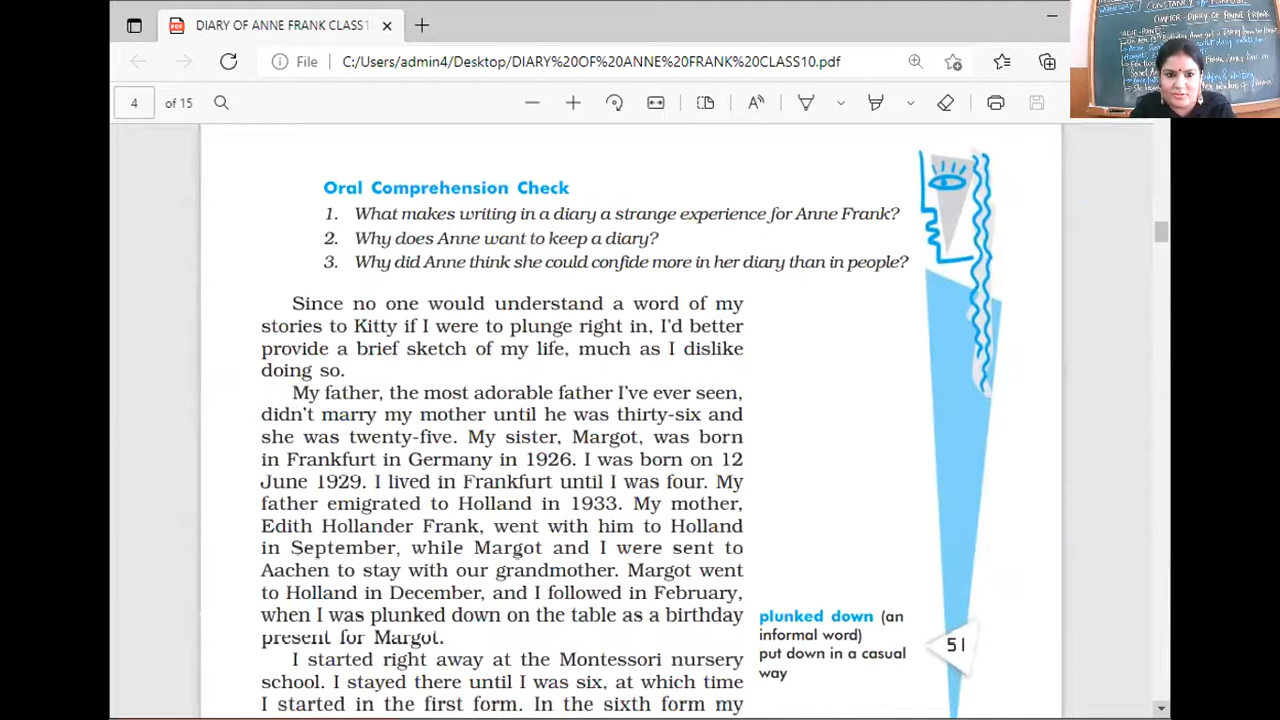 DIARY OF ANNE FRANK CLASS1
File
C:/Users/admin4/Desktop/DIARY%20OF%20ANNE%20FRANK%20CLASS10.pdf
4 of 15
Oral Comprehension Check
1. What makes writing in a diary a strange experience for Anne Frank?
2. Why does Anne want to keep a diary?
3. Why did Anne think she could confide more in her diary than in people?
Since no one would understand a word of my
stories to Kitty if I were to plunge right in, I'd better
provide a brief sketch of my life, much as I dislike
doing so.
My father, the most adorable father I've ever seen,
didn't marry my mother until he was thirty-six and
she was twenty-five. My sister, Margot, was born
in Frankfurt in Germany in 1926. I was born on 12
June 1929. I lived in Frankfurt until I was four. My
father emigrated to Holland in 1933. My mother,
Edith Hollander Frank, went with him to Holland
in September, while Margot and I were sent to
Aachen to stay with our grandmother. Margot went
to Holland in December, and I followed in February,
when I was plunked down on the table as a birthday
present for Margot.
plunked down (an
informal word)
put down in a casual
way
51
I started right away at the Montessori nursery
school. I stayed there until I was six, at which time
I started in the first form. In the sixth form my